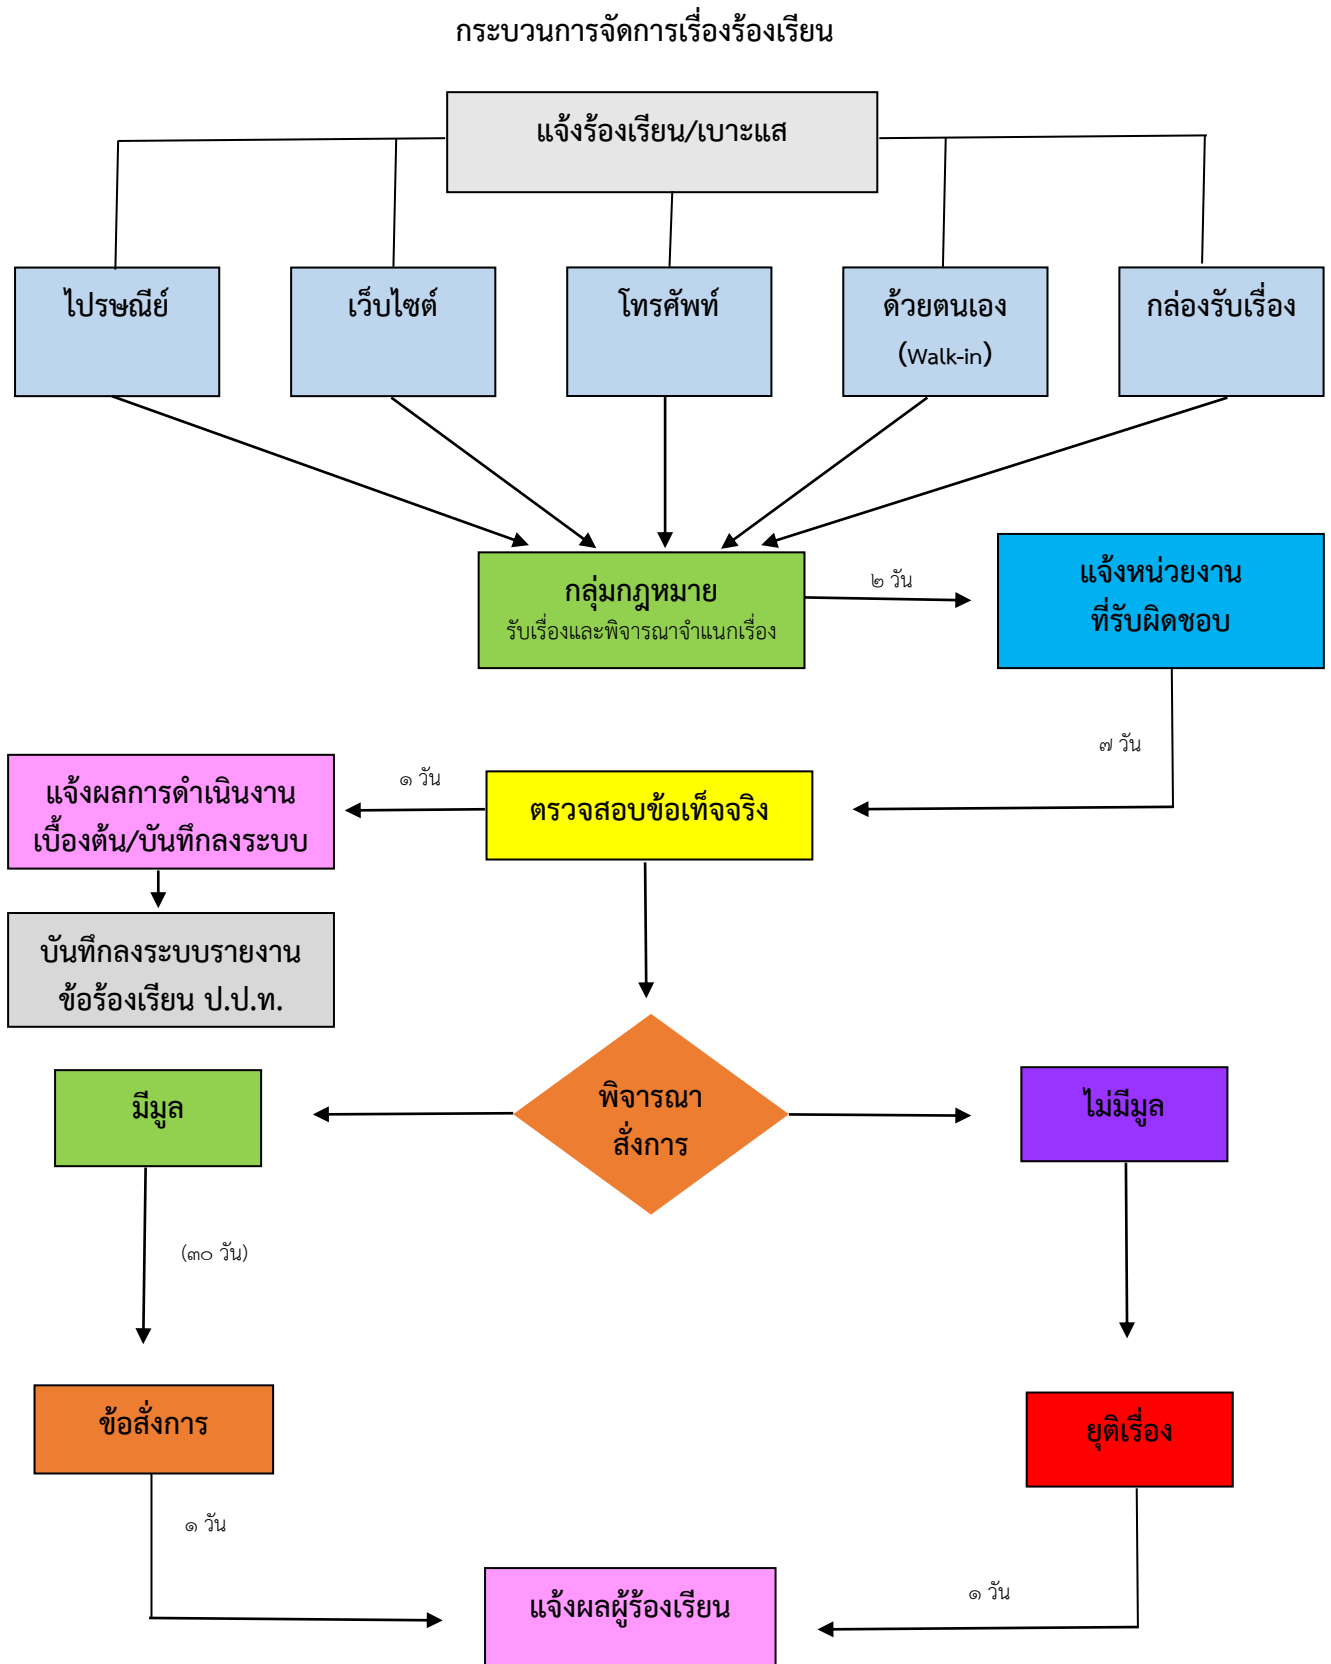 กระบวนการจัดการเรื่องร้องเรียน
แจ้งร้องเรียน/เบาะแส
ไปรษณีย์
เว็บไซต์
โทรศัพท์
ด้วยตนเอง
(Walk-in)
กล่องรับเรื่อง
กลุ่มกฎหมาย
รับเรื่องและพิจารณาจำแนกเรื่อง
๒ วัน
แจ้งหน่วยงาน
ที่รับผิดชอบ
๗ วัน
ตรวจสอบข้อเท็จจริง
๑ วัน
แจ้งผลการดำเนินงาน
เบื้องต้น/บันทึกลงระบบ
บันทึกลงระบบรายงาน
ข้อร้องเรียน ป.ป.ท.
พิจารณา
สั่งการ
มีมูล
ไม่มีมูล
(๓๐ วัน)
ข้อสั่งการ
ยุติเรื่อง
๑ วัน
๑ วัน
แจ้งผลผู้ร้องเรียน